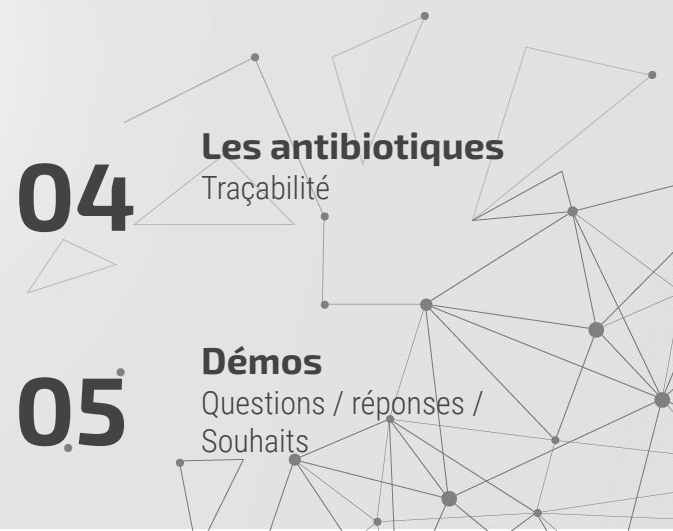 04
Les antibiotiques
Traçabilité
05
Démos
Questions / réponses /
Souhaits